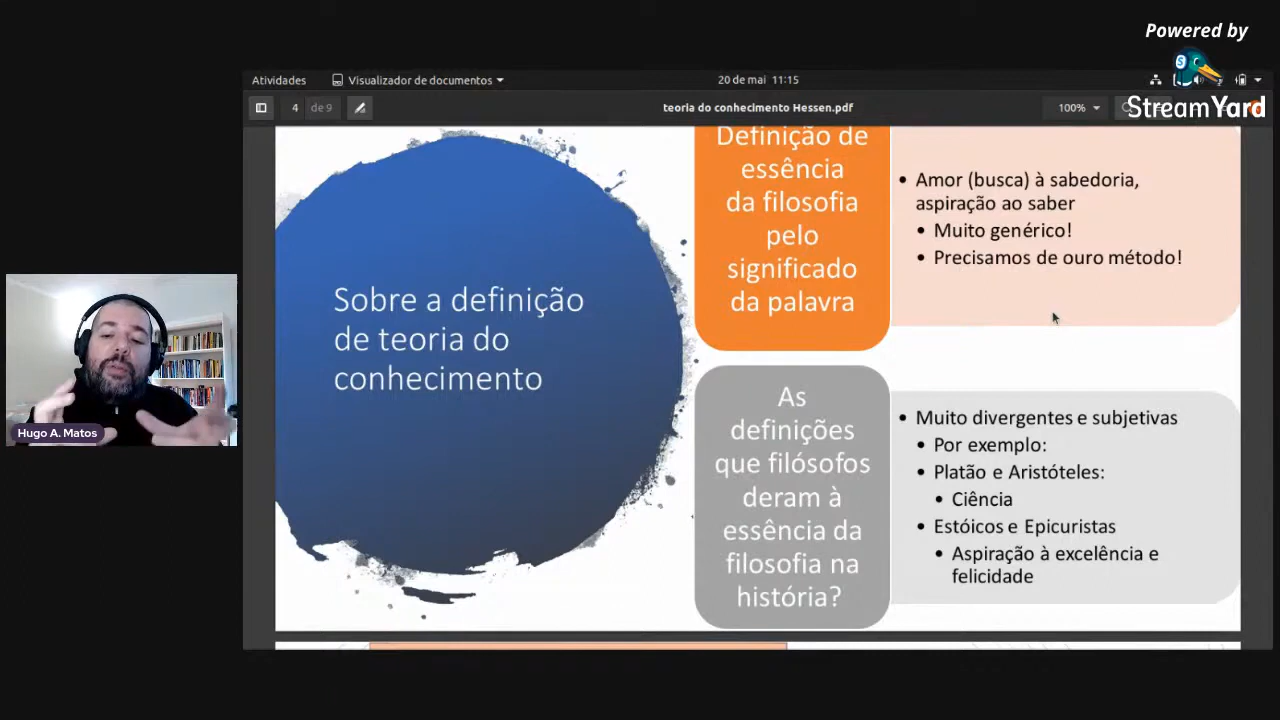 Powered by
StreamYard
Atividades
Visualizador de documentos
20 de mai 11:15
4 de 9
teoria do conhecimento Hessen.pdf
100%
Sobre a definição
de teoria do
conhecimento
Definição de
essência
da filosofia
pelo
significado
da palavra
• Amor (busca) à sabedoria,
aspiração ao saber
• Muito genérico!
• Precisamos de ouro método!
As
definições
que filósofos
deram à
essência da
filosofia na
história?
• Muito divergentes e subjetivas
• Por exemplo:
• Platão e Aristóteles:
• Ciência
• Estóicos e Epicuristas
• Aspiração à excelência e
felicidade
Hugo A. Matos